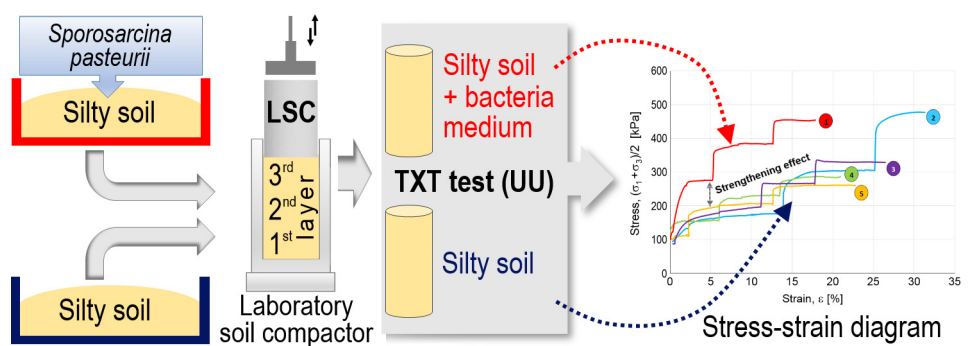 Sporosarcina
pasteurii
Silty soil
Silty soil
LSC
3rd
2nd
1st
layer
Laboratory
soil compactor
Silty soil
+ bacteria
medium
TXT test (UU)
Silty soil
Stress, (σ1 +σ3)/2 [kPa]
600
500
400
300
200
100
0
0 5 10 15 20 25 30 35
Strain, ε [%]
Strengthening effect
1
2
3
4
5
Stress-strain diagram